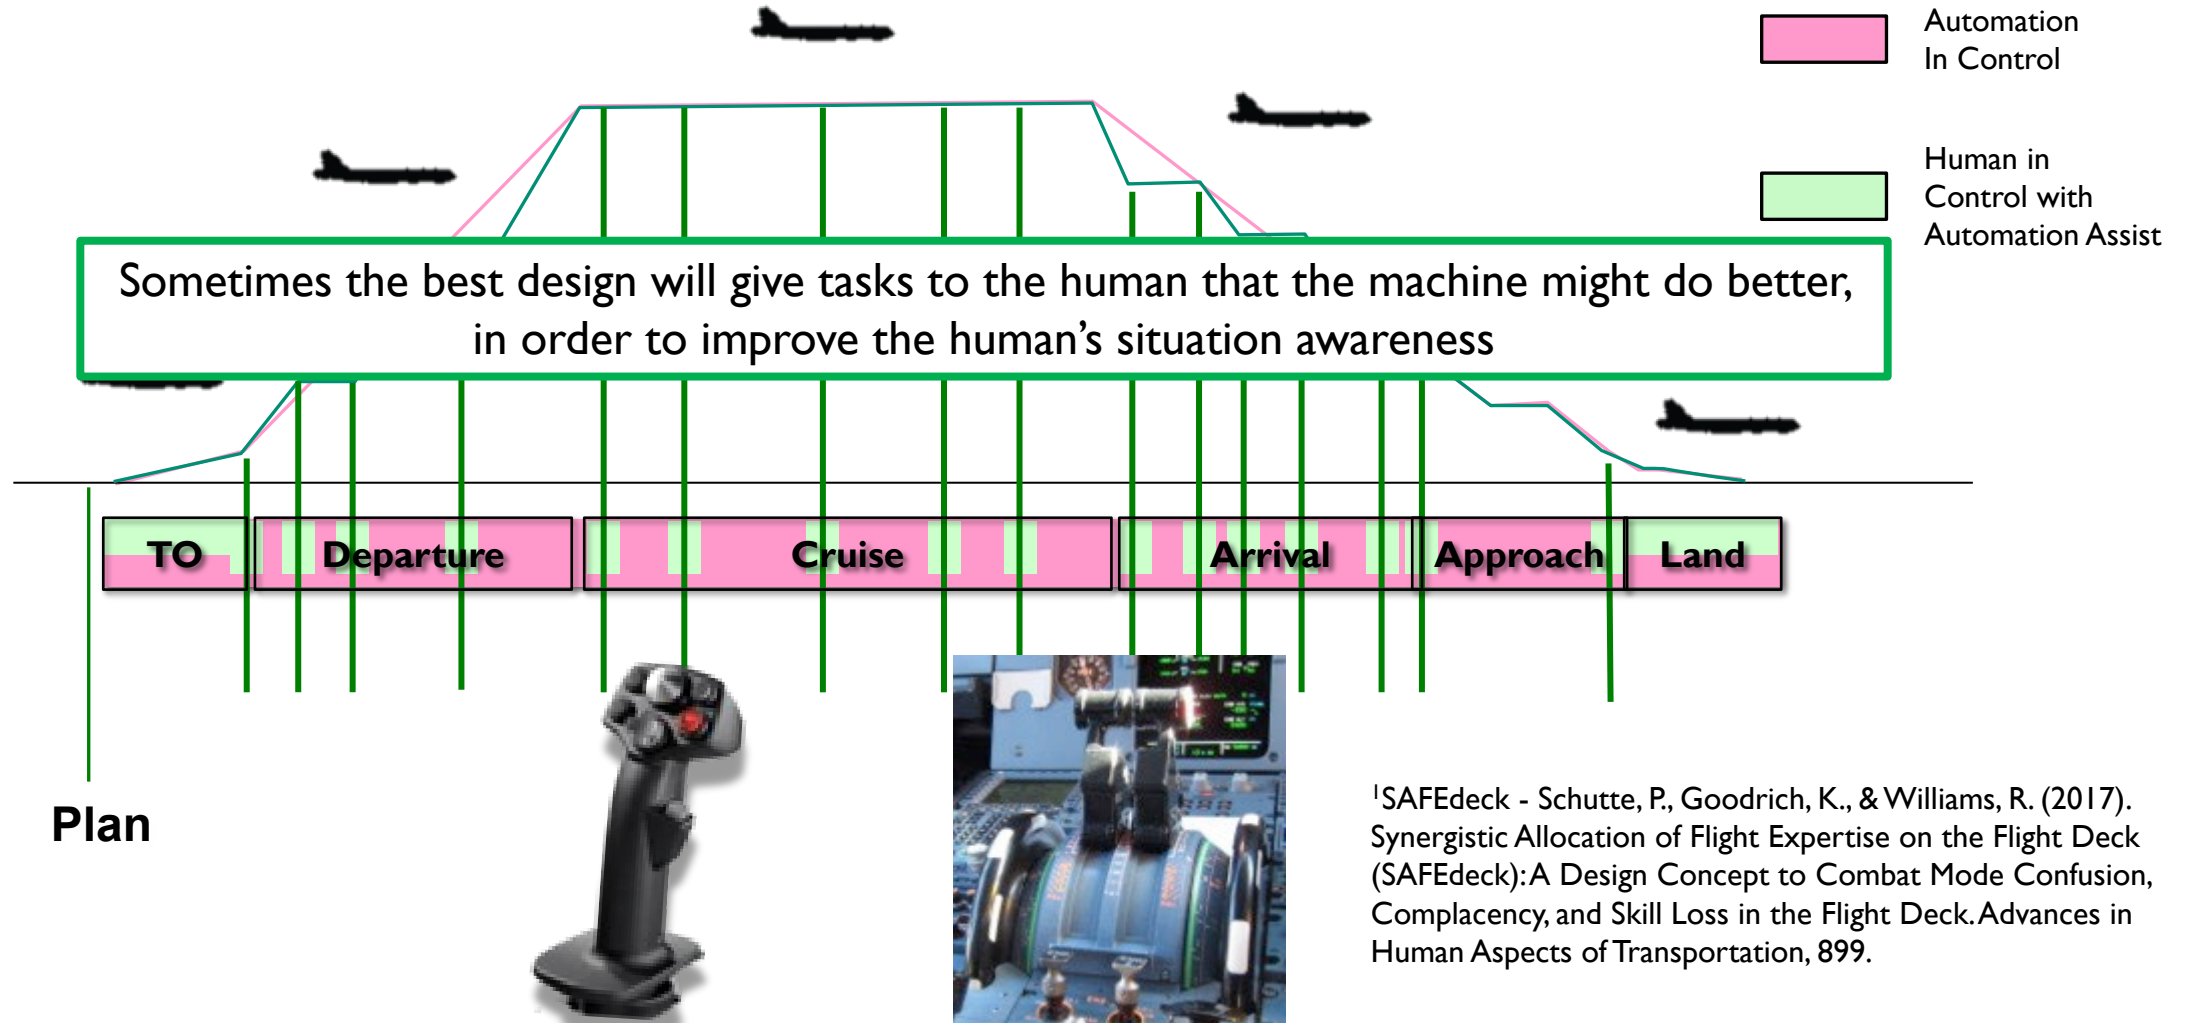 Automation
In Control
Human in
Control with
Automation Assist
Sometimes the best design will give tasks to the human that the machine might do better,
in order to improve the human’s situation awareness
TO
Departure
Cruise
Arrival
Approach
Land
Plan
¹SAFEdeck - Schutte, P., Goodrich, K., & Williams, R. (2017).
Synergistic Allocation of Flight Expertise on the Flight Deck
(SAFEdeck): A Design Concept to Combat Mode Confusion,
Complacency, and Skill Loss in the Flight Deck. Advances in
Human Aspects of Transportation, 899.